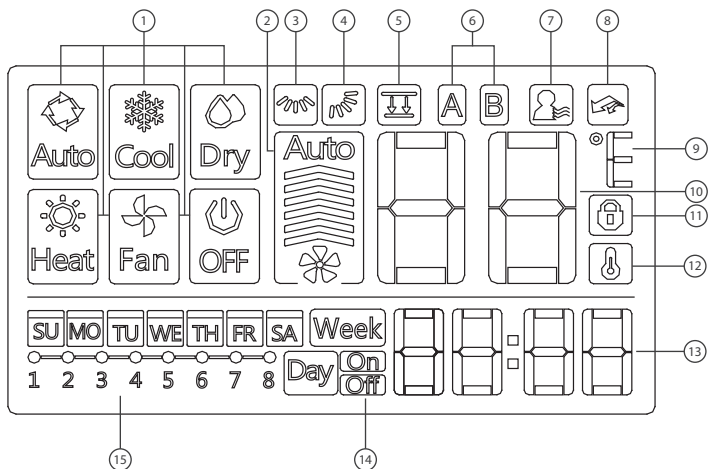 1 2 3 4 5 6 7 8
A B
Auto Cool Dry Auto
9
10
11
Heat Fan OFF
12
SU MO TU WE TH FR SA Week
88:88
13
Day On
Off
1 2 3 4 5 6 7 8
15 14